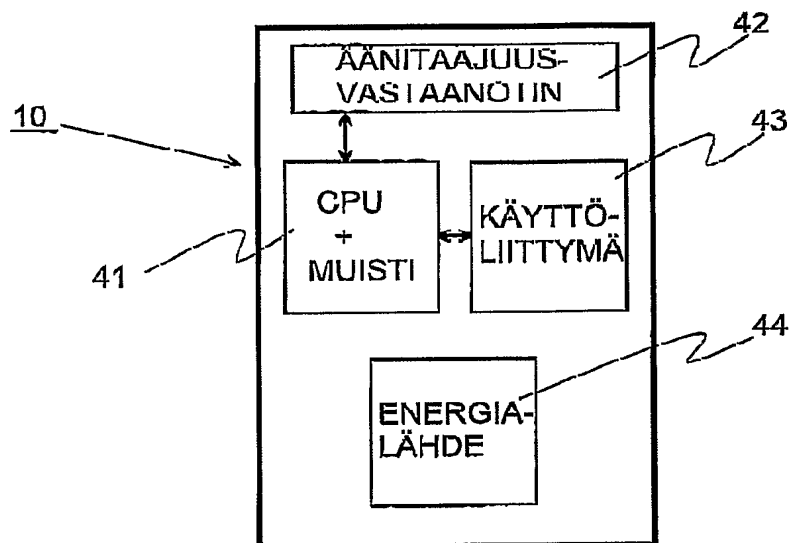 42
ÄÄNITAAJUUS-
VASTAANOTIN
10
43
CPU
+
MUISTI
KÄYTTÖ-
LIITTYMÄ
41
44
ENERGIA-
LÄHDE